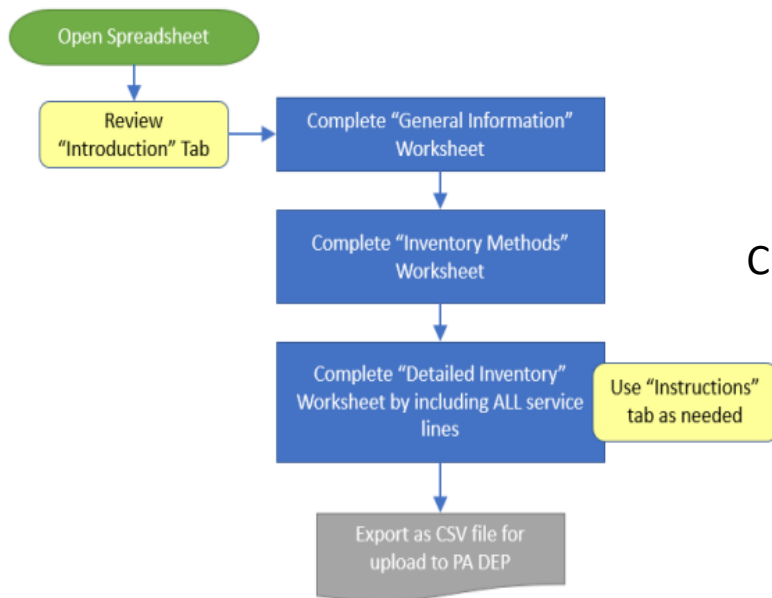 Open Spreadsheet
Review
“Introduction” Tab
Complete “General Information”
Worksheet
Complete “Inventory Methods”
Worksheet
C
Complete “Detailed Inventory”
Worksheet by including ALL service
lines
Use “Instructions”
tab as needed
Export as CSV file for
upload to PA DEP